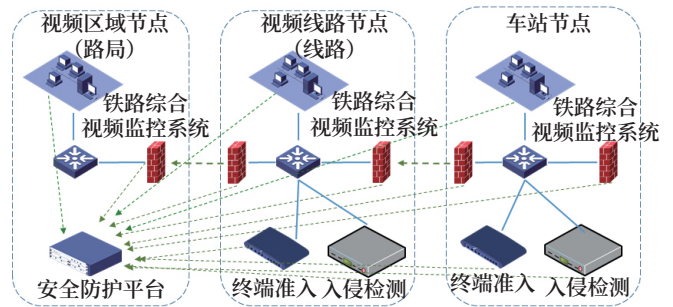 视频区域节点
（路局）
铁路综合
视频监控系统
安全防护平台
视频线路节点
（线路）
铁路综合
视频监控系统
终端准入
入侵检测
车站节点
铁路综合
视频监控系统
终端准入
入侵检测